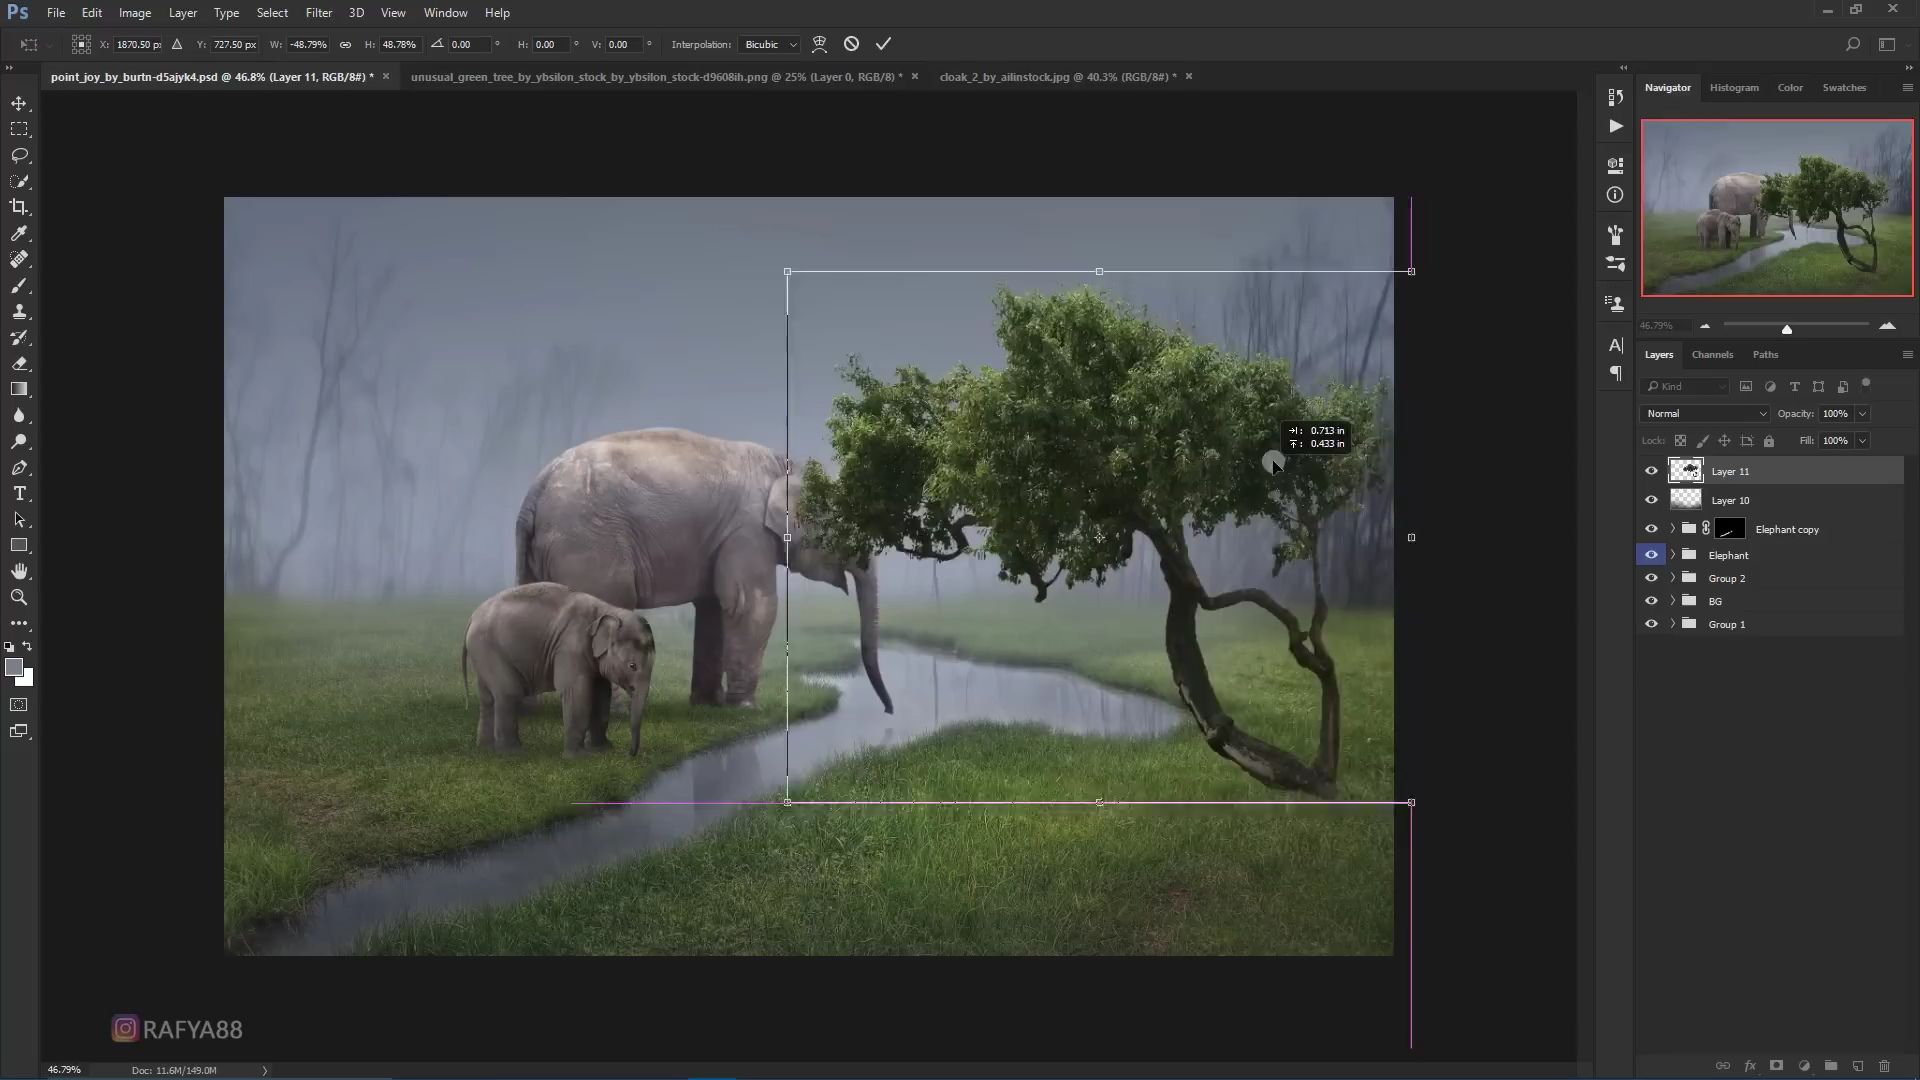 Ps File Edit Image Layer Type Select Filter 3D View Window Help
X: 1870.50 px Y: 727.50 px W: -48.79% H: 48.78% 0.00 ° H: 0.00 ° V: 0.00 ° Interpolation: Bicubic
point_joy_by_burtn-d5ajyk4.psd @ 46.8% (Layer 11, RGB/8#) * × unusual_green_tree_by_ybsilon_stock_by_ybsilon_stock-d9608ih.png @ 25% (Layer 0, RGB/8) * × cloak_2_by_ailinstock.jpg @ 40.3% (RGB/8#) * ×
Navigator Histogram Color Swatches
46.79%
Layers Channels Paths
Kind
Normal Opacity: 100%
Lock: Fill: 100%
Layer 11
Layer 10
Elephant copy
Elephant
Group 2
BG
Group 1
0.713 in
0.433 in
RAFYA88
46.79% Doc: 11.6M/149.0M